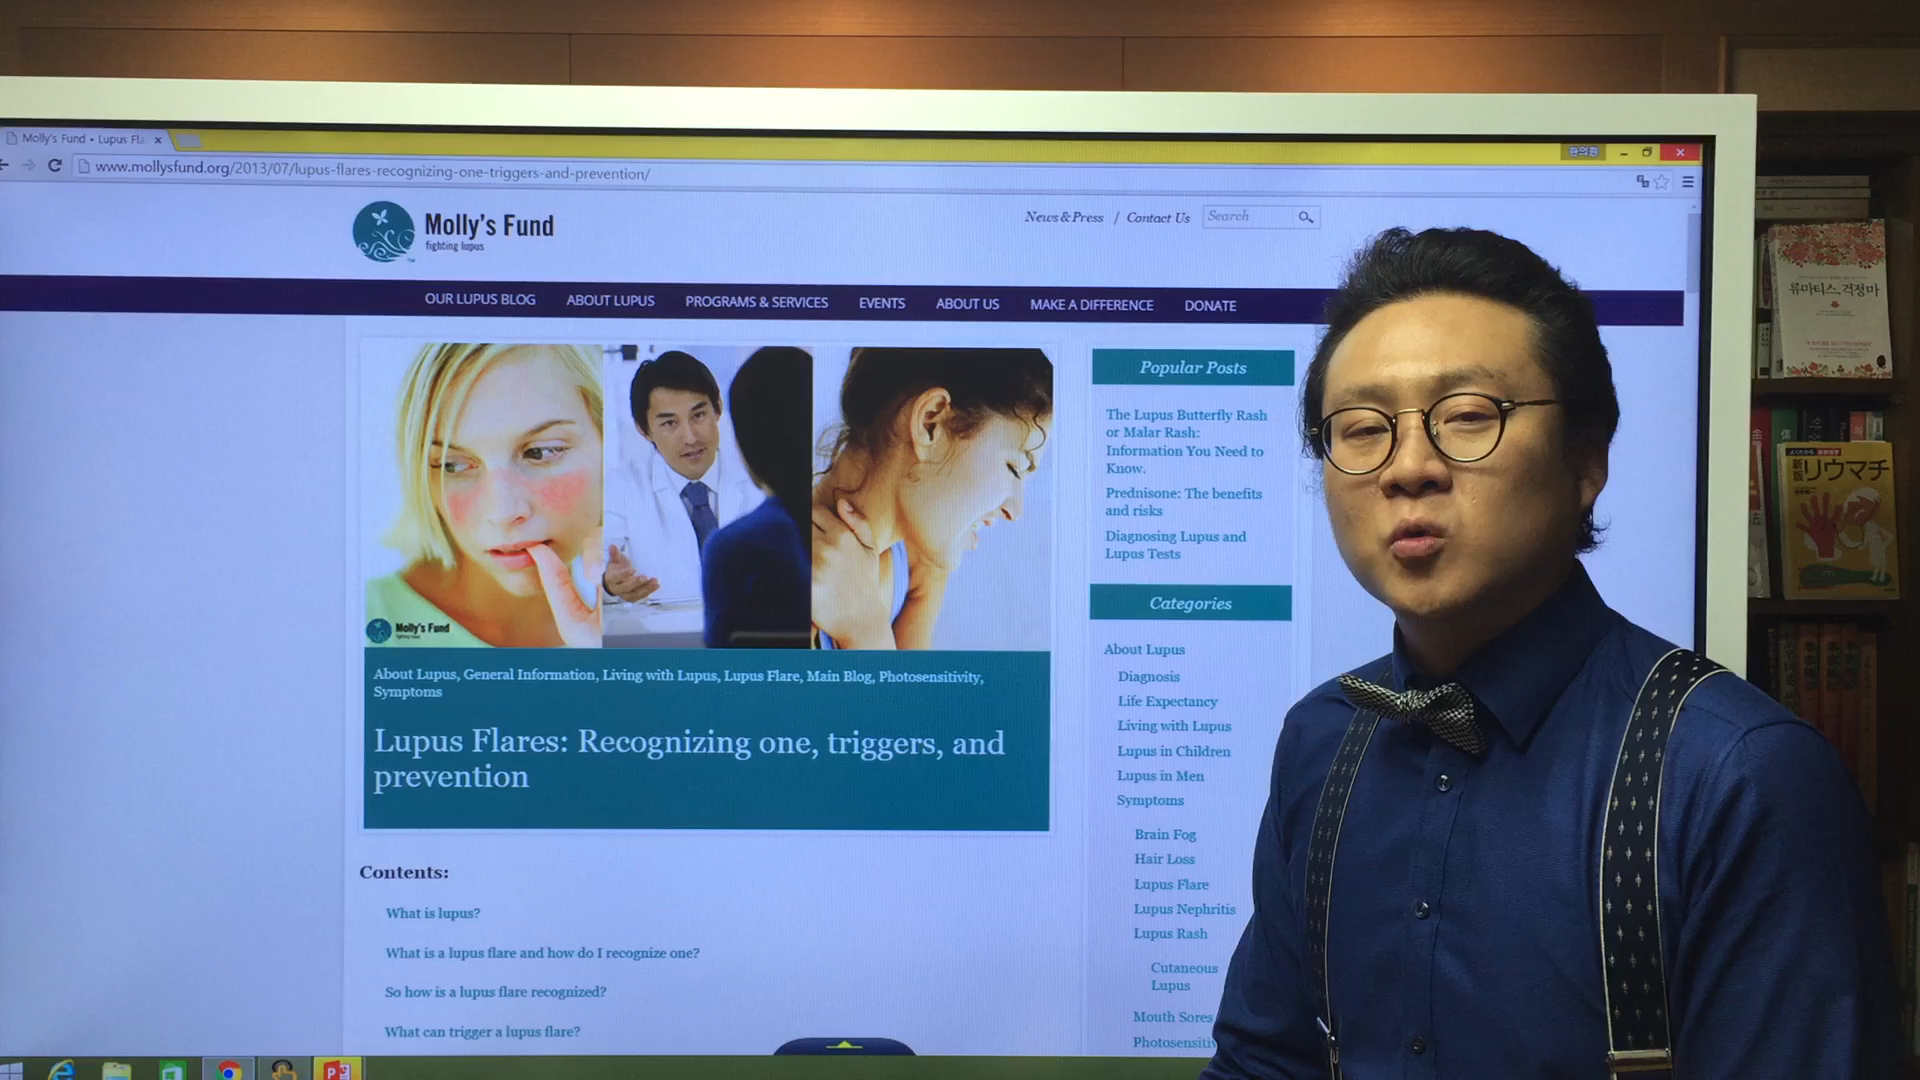 Molly's Fund • Lupus Fla
한의원
www.mollysfund.org/2013/07/lupus-flares-recognizing-one-triggers-and-prevention/
Molly's Fund
fighting lupus
News & Press / Contact Us
Search
OUR LUPUS BLOG ABOUT LUPUS PROGRAMS & SERVICES EVENTS ABOUT US MAKE A DIFFERENCE DONATE
Molly's Fund
About Lupus, General Information, Living with Lupus, Lupus Flare, Main Blog, Photosensitivity,
Symptoms
Lupus Flares: Recognizing one, triggers, and
prevention
Contents:
What is lupus?
What is a lupus flare and how do I recognize one?
So how is a lupus flare recognized?
What can trigger a lupus flare?
Popular Posts
The Lupus Butterfly Rash
or Malar Rash:
Information You Need to
Know.
Prednisone: The benefits
and risks
Diagnosing Lupus and
Lupus Tests
Categories
About Lupus
Diagnosis
Life Expectancy
Living with Lupus
Lupus in Children
Lupus in Men
Symptoms
Brain Fog
Hair Loss
Lupus Flare
Lupus Nephritis
Lupus Rash
Cutaneous
Lupus
Mouth Sores
Photosensitiv
류마티스, 걱정마
リウマチ